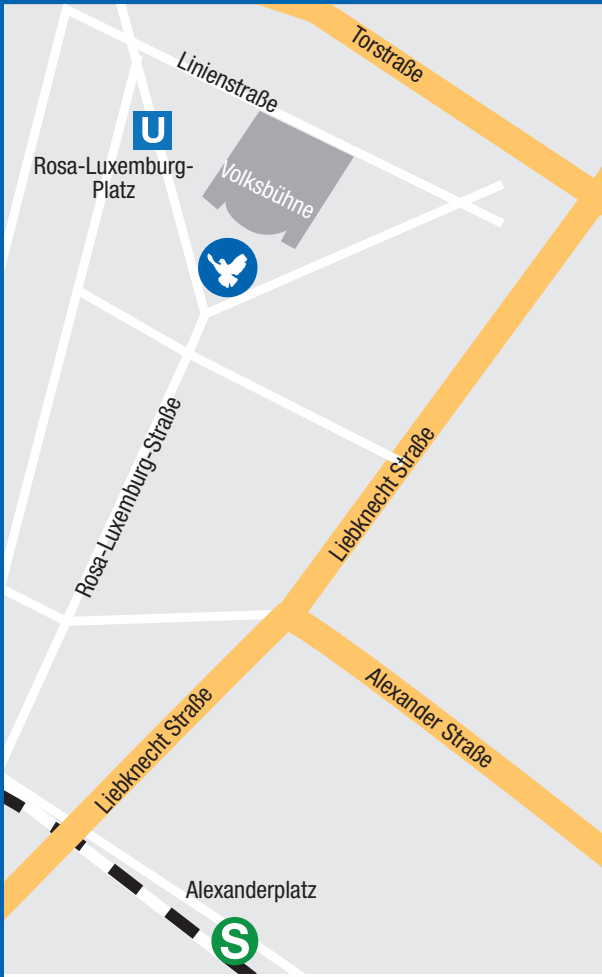 Torstraße
Linienstraße
U
Rosa-Luxemburg-
Platz
Volksbühne
Rosa-Luxemburg-Straße
Liebknecht Straße
Alexander Straße
Liebknecht Straße
Alexanderplatz
S